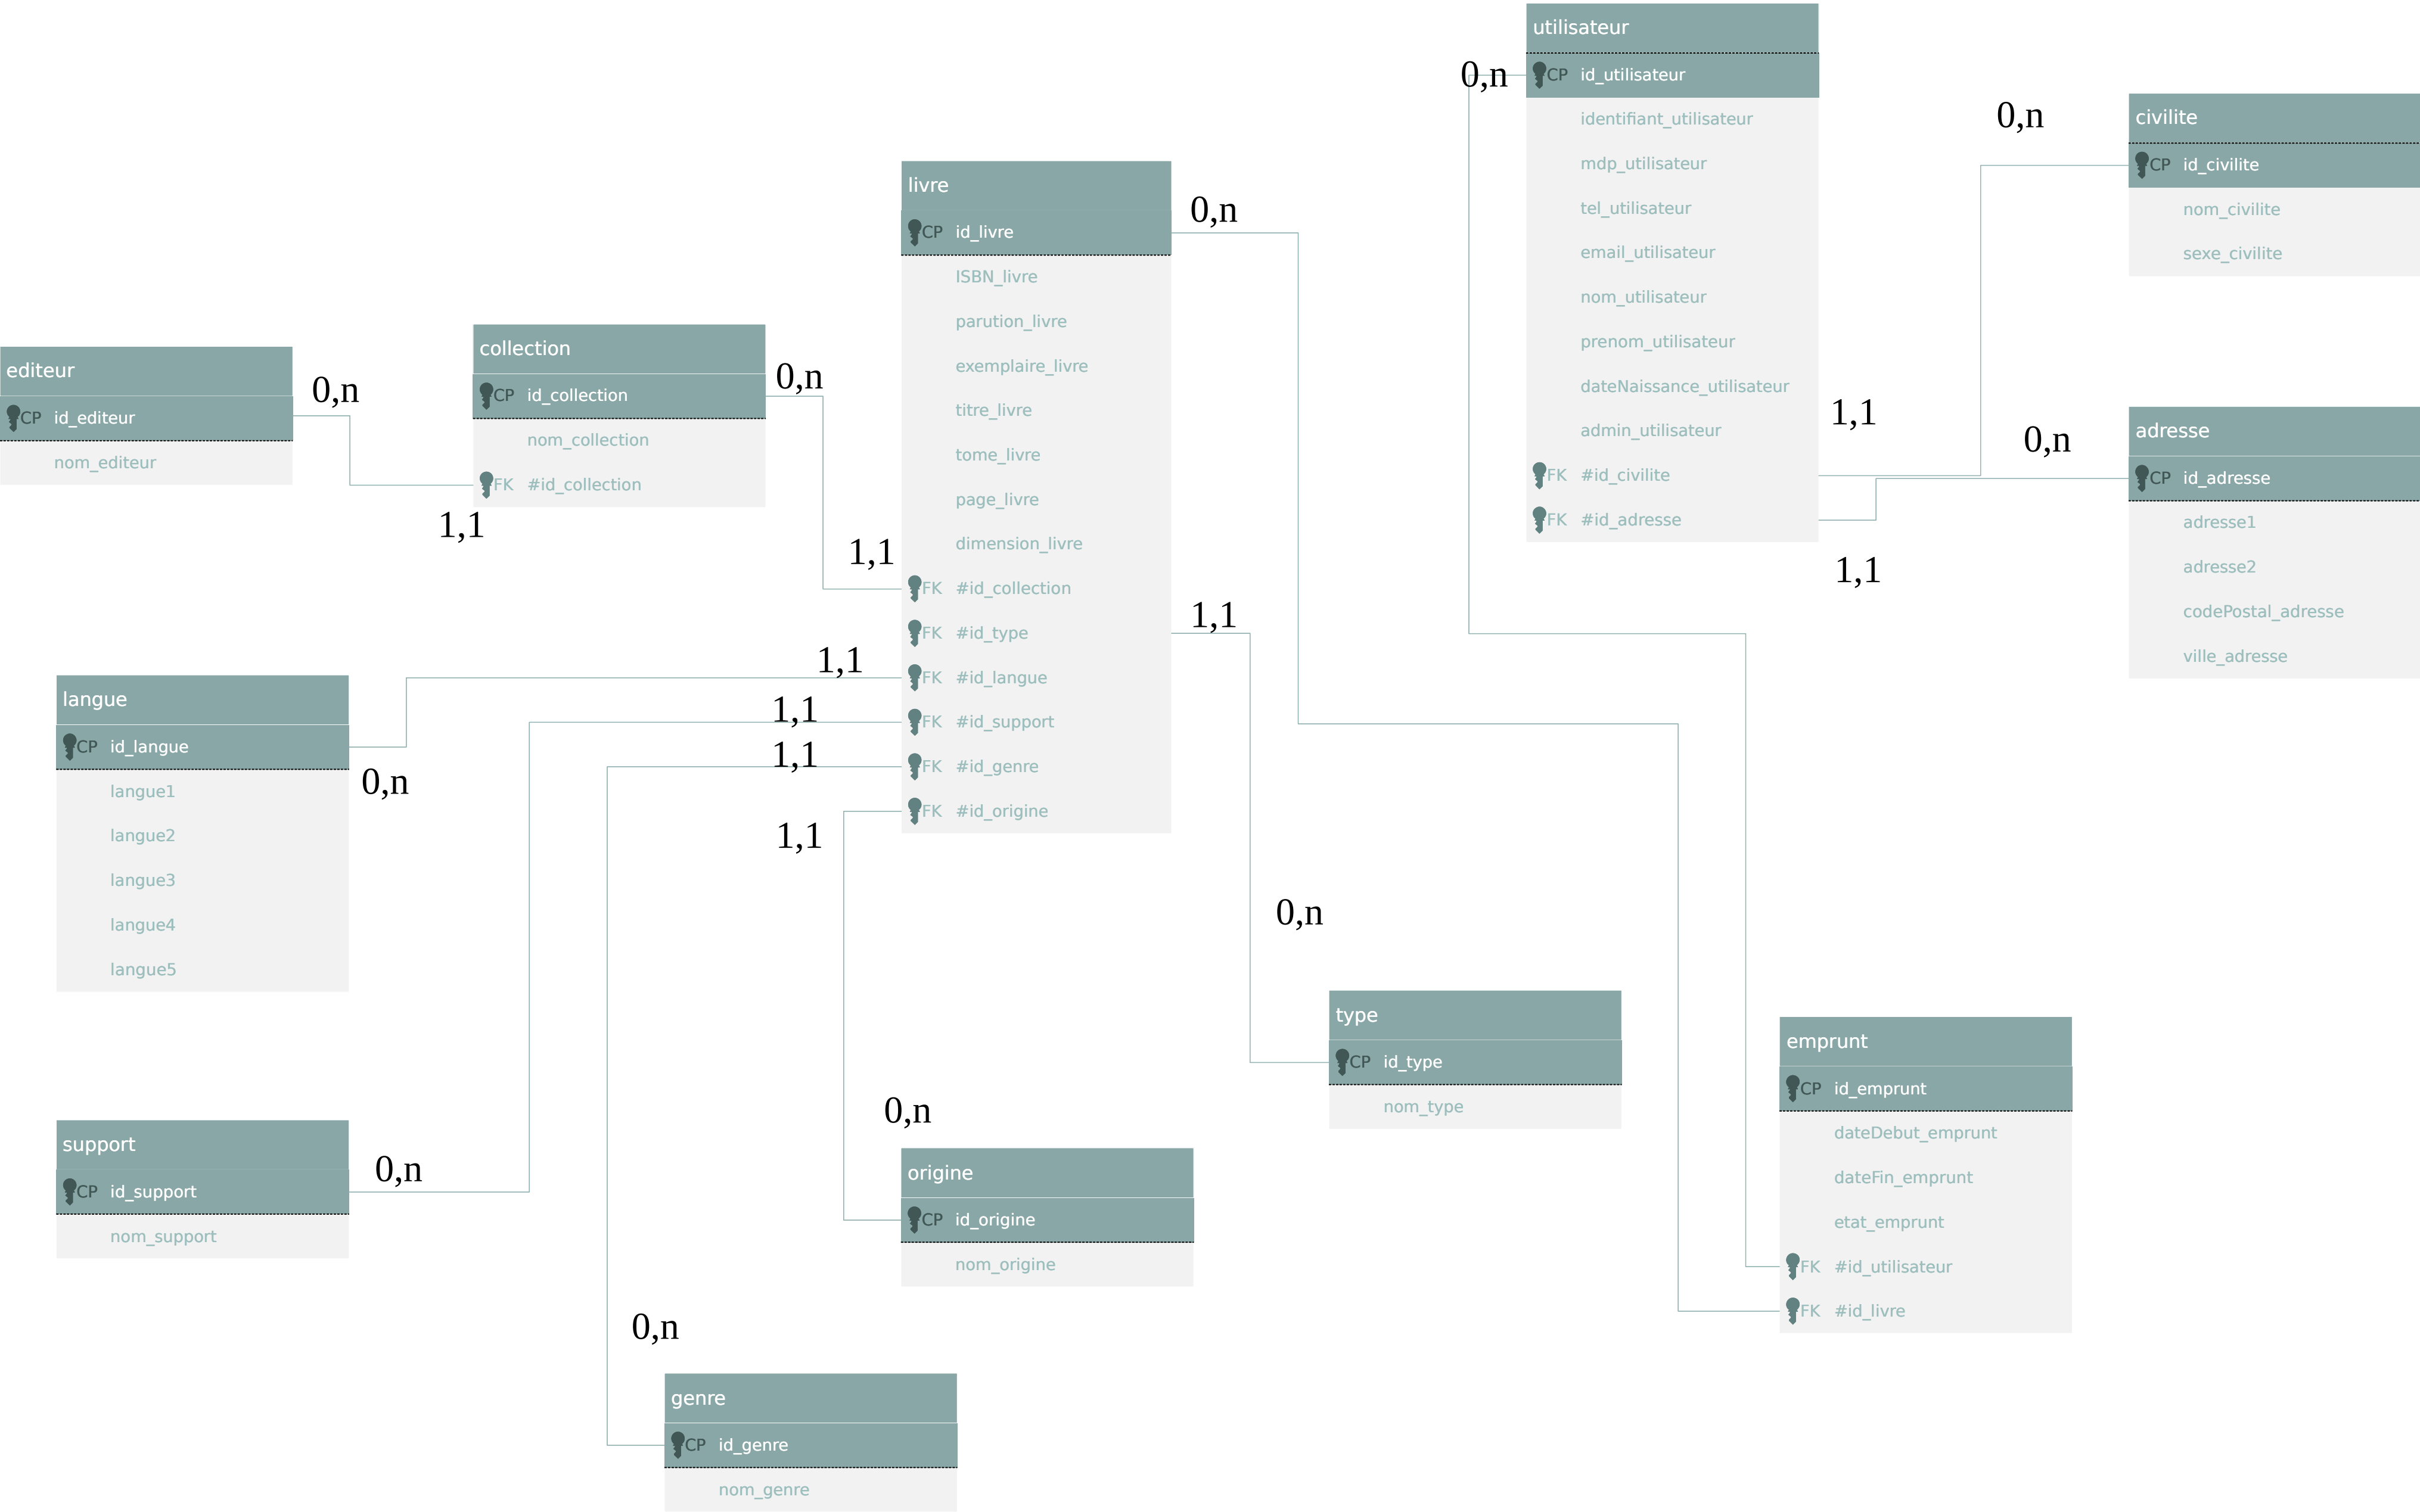 utilisateur
0,n
CP id_utilisateur
identifiant_utilisateur
mdp_utilisateur
tel_utilisateur
email_utilisateur
nom_utilisateur
prenom_utilisateur
dateNaissance_utilisateur
admin_utilisateur
FK #id_civilite
FK #id_adresse
1,1
1,1
0,n
civilite
CP id_civilite
nom_civilite
sexe_civilite
0,n
adresse
CP id_adresse
adresse1
adresse2
codePostal_adresse
ville_adresse
livre
CP id_livre
0,n
ISBN_livre
parution_livre
exemplaire_livre
titre_livre
tome_livre
page_livre
dimension_livre
FK #id_collection
FK #id_type
FK #id_langue
FK #id_support
FK #id_genre
FK #id_origine
1,1
1,1
1,1
1,1
1,1
1,1
editeur
CP id_editeur
nom_editeur
0,n
collection
CP id_collection
nom_collection
FK #id_collection
0,n
1,1
langue
CP id_langue
langue1
langue2
langue3
langue4
langue5
0,n
support
CP id_support
nom_support
0,n
0,n
origine
CP id_origine
nom_origine
0,n
genre
CP id_genre
nom_genre
0,n
type
CP id_type
nom_type
emprunt
CP id_emprunt
dateDebut_emprunt
dateFin_emprunt
etat_emprunt
FK #id_utilisateur
FK #id_livre